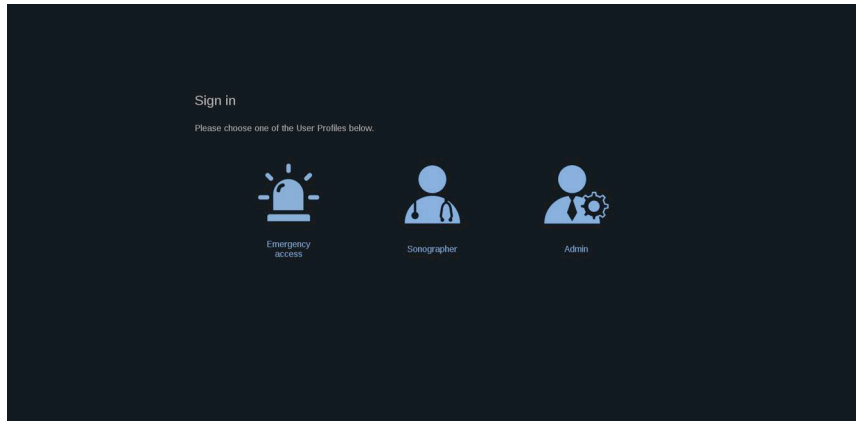 Sign in
Please choose one of the User Profiles below.
Emergency
access
Sonographer
Admin